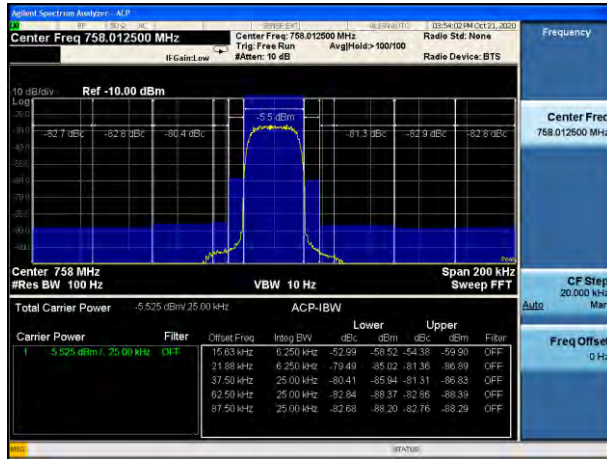 Agilent Spectrum Analyzer - ACP
RF 50 Ω AC SENSE:EXT ALIGN AUTO 03:54:02 PM Oct 21, 2020
Center Freq 758.012500 MHz
Center Freq: 758.012500 MHz Radio Std: None
Trig: Free Run Avg|Hold:> 100/100
IFGain:Low #Atten: 10 dB Radio Device: BTS
10 dB/div Ref -10.00 dBm
Log
-5.5 dBm
-82.7 dBc -82.8 dBc -80.4 dBc -81.3 dBc -82.9 dBc -82.8 dBc
Center 758 MHz Span 200 kHz
#Res BW 100 Hz VBW 10 Hz Sweep FFT
Total Carrier Power -5.525 dBm/ 25.00 kHz ACP-IBW
Lower Upper
Carrier Power Filter Offset Freq Integ BW dBc dBm dBc dBm Filter
1 -5.525 dBm / 25.00 kHz OFF
15.63 kHz 6.250 kHz -52.99 -58.52 -54.38 -59.90 OFF
21.88 kHz 6.250 kHz -79.49 -85.02 -81.36 -86.89 OFF
37.50 kHz 25.00 kHz -80.41 -85.94 -81.31 -86.83 OFF
62.50 kHz 25.00 kHz -82.84 -88.37 -82.86 -88.39 OFF
87.50 kHz 25.00 kHz -82.68 -88.20 -82.76 -88.29 OFF
MSG STATUS
Frequency
Center Freq
758.012500 MHz
CF Step
20.000 kHz
Auto Man
Freq Offset
0 Hz